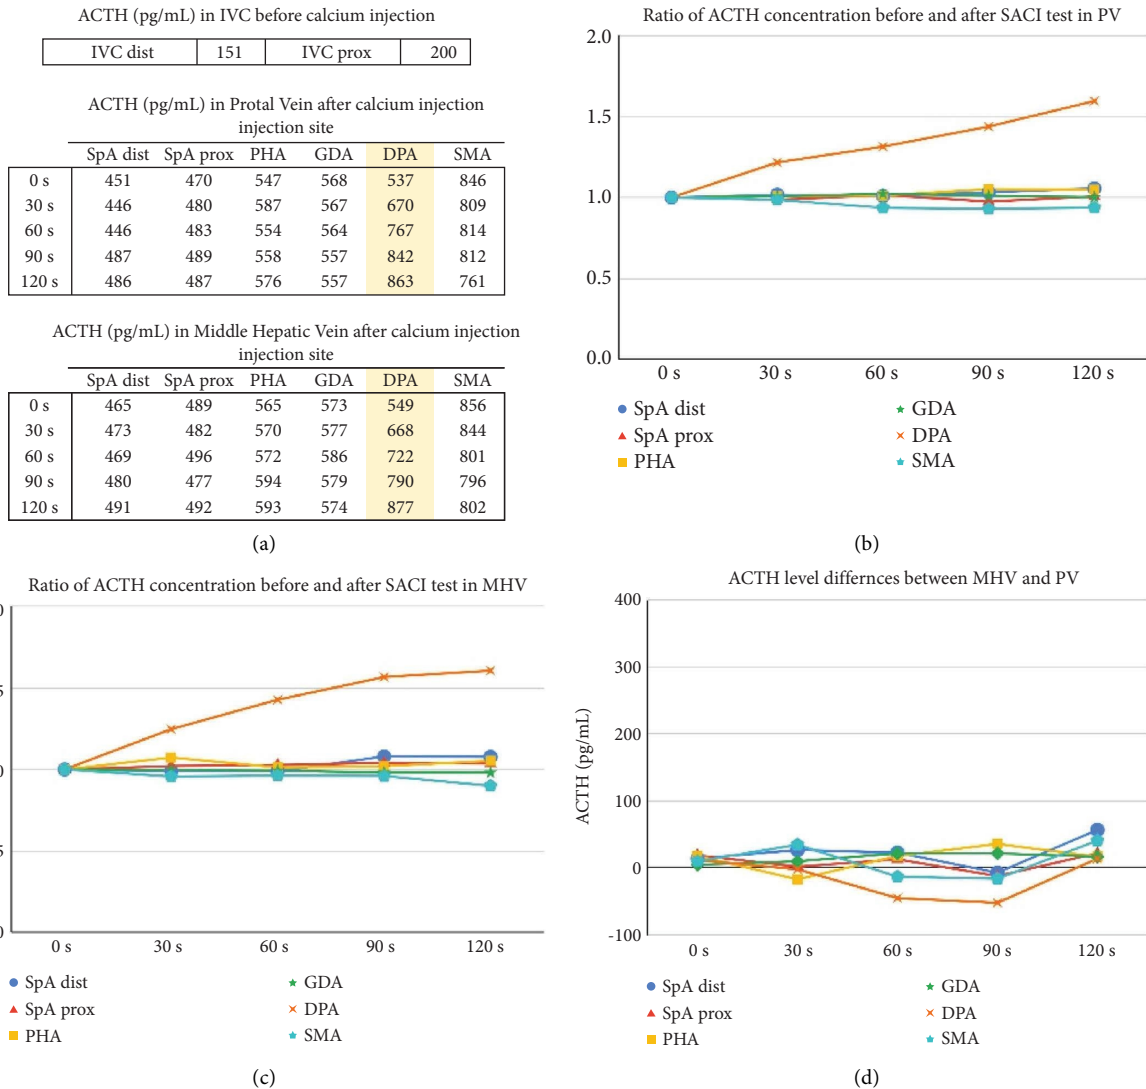 ACTH (pg/mL) in IVC before calcium injection
IVC dist 151 IVC prox 200
ACTH (pg/mL) in Protal Vein after calcium injection
injection site
SpA dist SpA prox PHA GDA DPA SMA
0 s 451 470 547 568 537 846
30 s 446 480 587 567 670 809
60 s 446 483 554 564 767 814
90 s 487 489 558 557 842 812
120 s 486 487 576 557 863 761
ACTH (pg/mL) in Middle Hepatic Vein after calcium injection
injection site
SpA dist SpA prox PHA GDA DPA SMA
0 s 465 489 565 573 549 856
30 s 473 482 570 577 668 844
60 s 469 496 572 586 722 801
90 s 480 477 594 579 790 796
120 s 491 492 593 574 877 802
(a)
Ratio of ACTH concentration before and after SACI test in PV
2.0
1.5
1.0
0.5
0.0
0 s 30 s 60 s 90 s 120 s
SpA dist GDA
SpA prox DPA
PHA SMA
(b)
Ratio of ACTH concentration before and after SACI test in MHV
0
5
0
5
0
0 s 30 s 60 s 90 s 120 s
SpA dist GDA
SpA prox DPA
PHA SMA
(c)
ACTH level differnces between MHV and PV
ACTH (pg/mL)
400
300
200
100
0
-100
0 s 30 s 60 s 90 s 120 s
SpA dist GDA
SpA prox DPA
PHA SMA
(d)